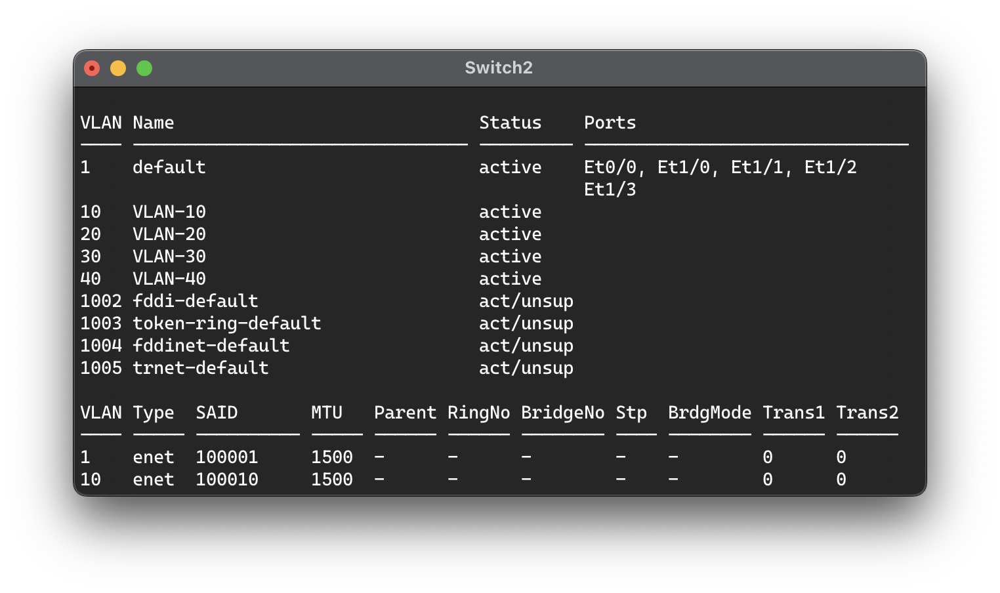 Switch2
VLAN Name                             Status    Ports
---- -------------------------------- --------- -------------------------------
1    default                          active    Et0/0, Et1/0, Et1/1, Et1/2
                                                Et1/3
10   VLAN-10                          active
20   VLAN-20                          active
30   VLAN-30                          active
40   VLAN-40                          active
1002 fddi-default                     act/unsup
1003 token-ring-default               act/unsup
1004 fddinet-default                  act/unsup
1005 trnet-default                    act/unsup
VLAN Type  SAID       MTU   Parent RingNo BridgeNo Stp  BrdgMode Trans1 Trans2
---- ----- ---------- ----- ------ ------ -------- ---- -------- ------ ------
1    enet  100001     1500  -      -      -        -    -        0      0
10   enet  100010     1500  -      -      -        -    -        0      0